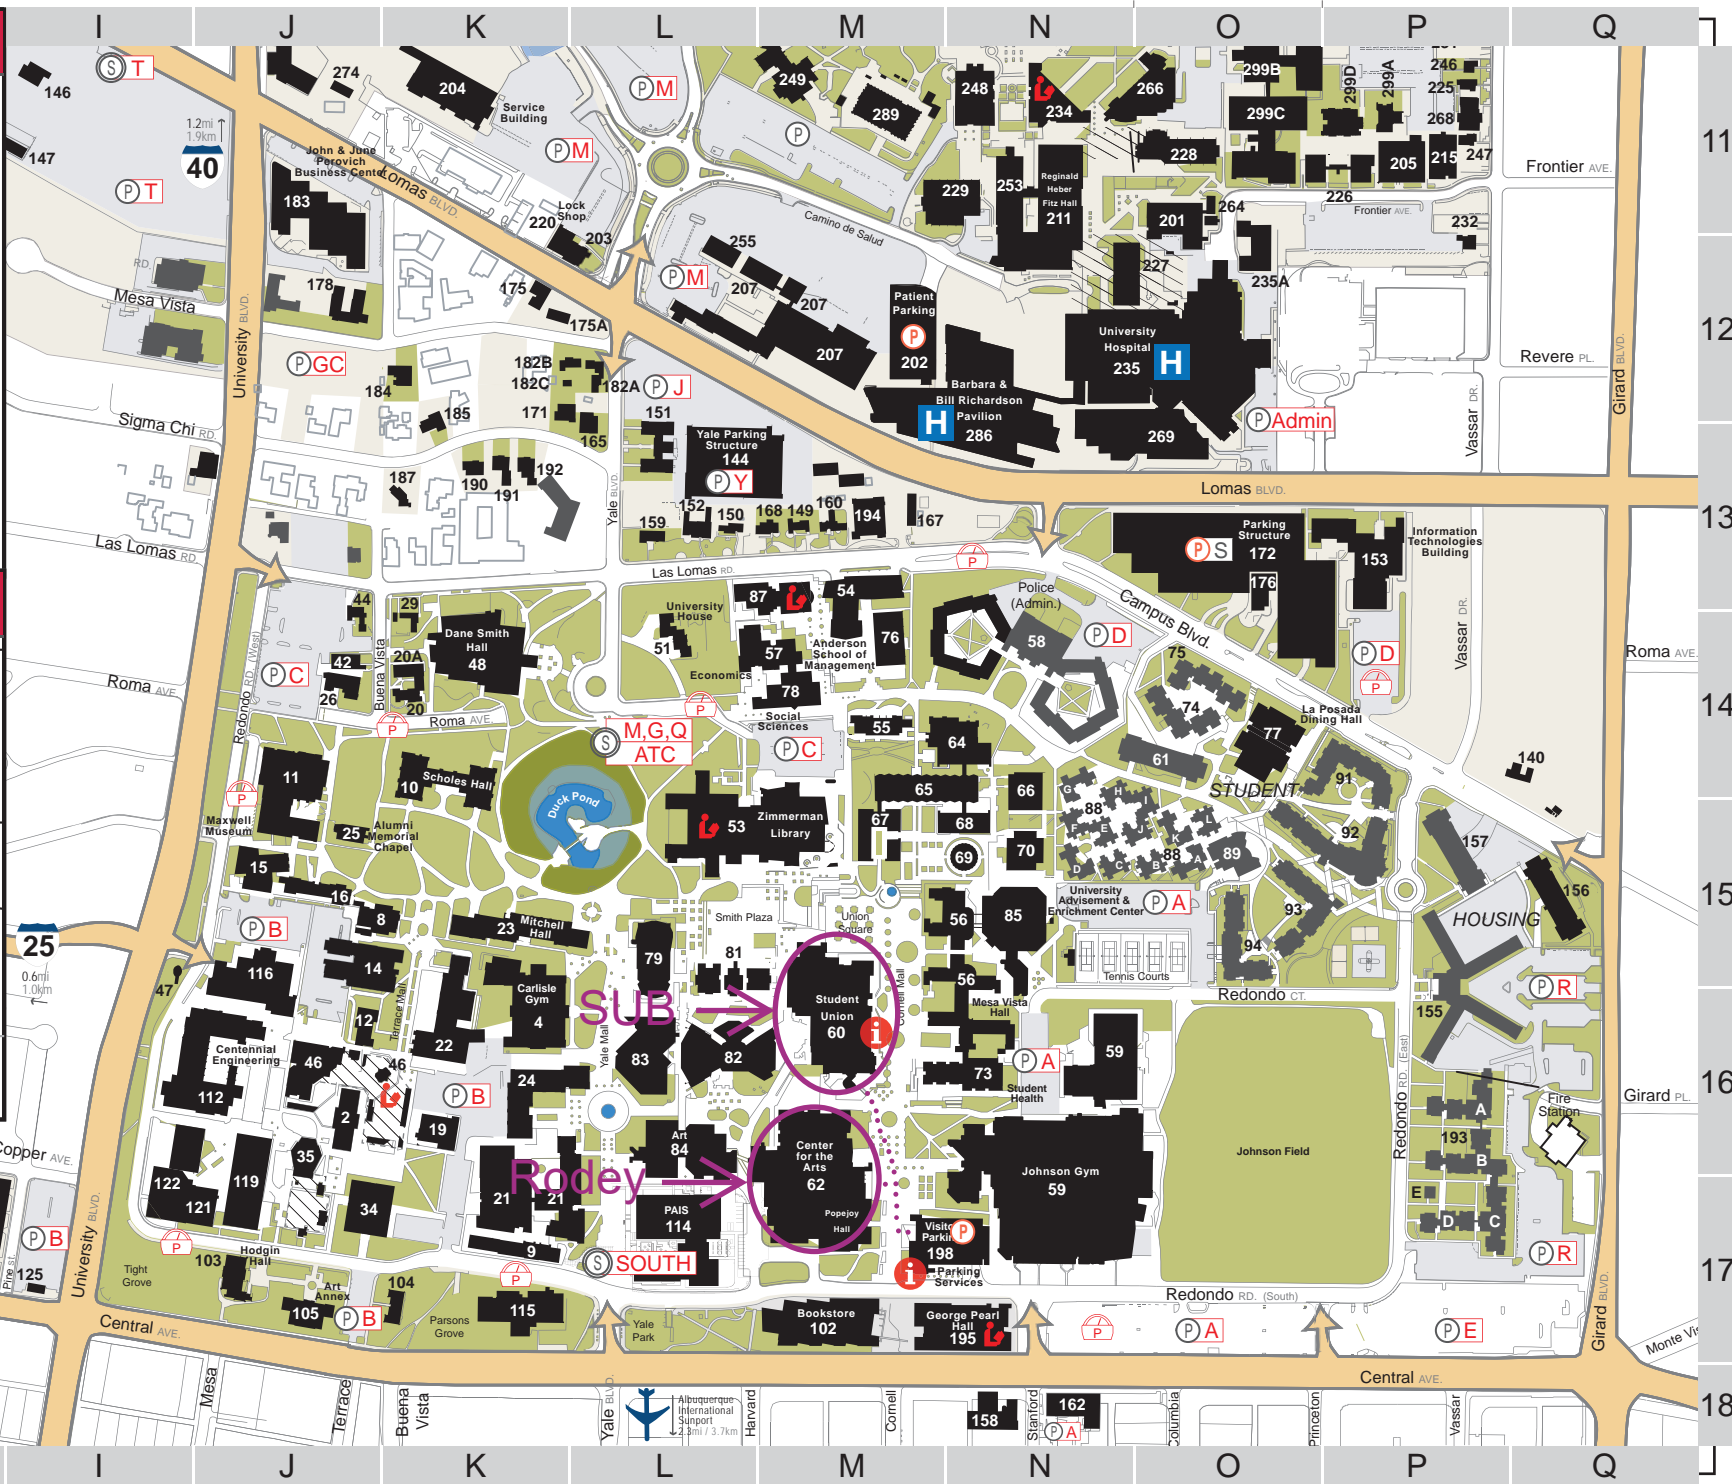 I J K L M N O P Q
146
S T
274
204
Service
Building
P M
249
289
P
248
234
266
299B
299C
299D
299A
246
225
268
11
147
1.2mi
1.9km
40
P T
John & June
Perovich
Business Center
Lomas BLVD.
P M
Reginald
Heber
Fitz Hall
211
228
205
215
247
Frontier AVE.
183
Lock
Shop
220
203
229
253
201
264
226
Frontier AVE.
232
Camino de Salud
255
P M
207
207
227
235A
RD.
Mesa Vista
178
175
175A
207
Patient
Parking
P
202
University
Hospital
235
H
12
University BLVD.
P GC
182B
182C
182A
P J
Revere PL.
184
185
171
165
151
Barbara &
Bill Richardson
Pavilion
286
H
269
P Admin
Vassar DR.
Girard BLVD.
Sigma Chi RD.
Yale Parking
Structure
144
P Y
187
190
191
192
Yale BLVD.
Lomas BLVD.
159
152
150
168
149
160
194
167
13
Las Lomas RD.
Las Lomas RD.
P
P S
Parking
Structure
172
176
153
Information
Technologies
Building
44
29
University
House
87
54
Police
(Admin.)
Campus Blvd.
Redondo RD. (West)
P C
42
26
Buena Vista
20A
20
Dane Smith
Hall
48
51
57
76
Anderson
School of
Management
58
P D
P D
P
Vassar DR.
Roma AVE.
Roma AVE.
Economics
78
75
74
14
Roma AVE.
P
P
Social
Sciences
La Posada
Dining Hall
77
S M,G,Q
ATC
P C
55
64
61
11
10
Scholes Hall
Duck Pond
65
66
G
H
I
88
STUDENT
91
140
P
Maxwell
Museum
25
Alumni
Memorial
Chapel
53
Zimmerman
Library
67
68
F
E
J
L
92
157
15
69
70
D
C
B
88
A
89
16
8
23
Mitchell
Hall
Smith Plaza
Union
Square
56
85
University
Advisement &
Enrichment Center
P A
93
156
HOUSING
15
P B
25
0.6mi
1.0km
47
116
14
79
81
56
Tennis Courts
94
Carlisle
Gym
4
SUB
Student
Union
60
i
Cornell Mall
Mesa Vista
Hall
Redondo CT.
155
P R
Terrace Mall
12
22
Yale Mall
83
82
P A
59
Centennial
Engineering
46
46
73
Student
Health
112
2
24
P B
Girard PL.
16
19
Fire
Station
A
193
B
Copper AVE.
35
Art
84
Center
for the
Arts
62
Rodey
Johnson Gym
59
Johnson Field
Redondo RD. (East)
122
121
119
34
21
21
PAIS
114
Popejoy
Hall
E
D
C
P B
P
9
Visitor
Parking
198
P
P R
103
Hodgin
Hall
P
S SOUTH
i
Parking
Services
17
Pine ST.
125
University BLVD.
Tight
Grove
Art
Annex
105
P B
104
Parsons
Grove
115
Yale
Park
Bookstore
102
George Pearl
Hall
195
P
Redondo RD. (South)
P A
P E
Girard BLVD.
Central AVE.
Central AVE.
Mesa
Terrace
Buena
Vista
Yale BLVD.
Albuquerque
International
Sunport
2.3mi / 3.7km
Harvard
Cornell
158
Stanford
162
P A
Columbia
Princeton
Vassar
18
I J K L M N O P Q